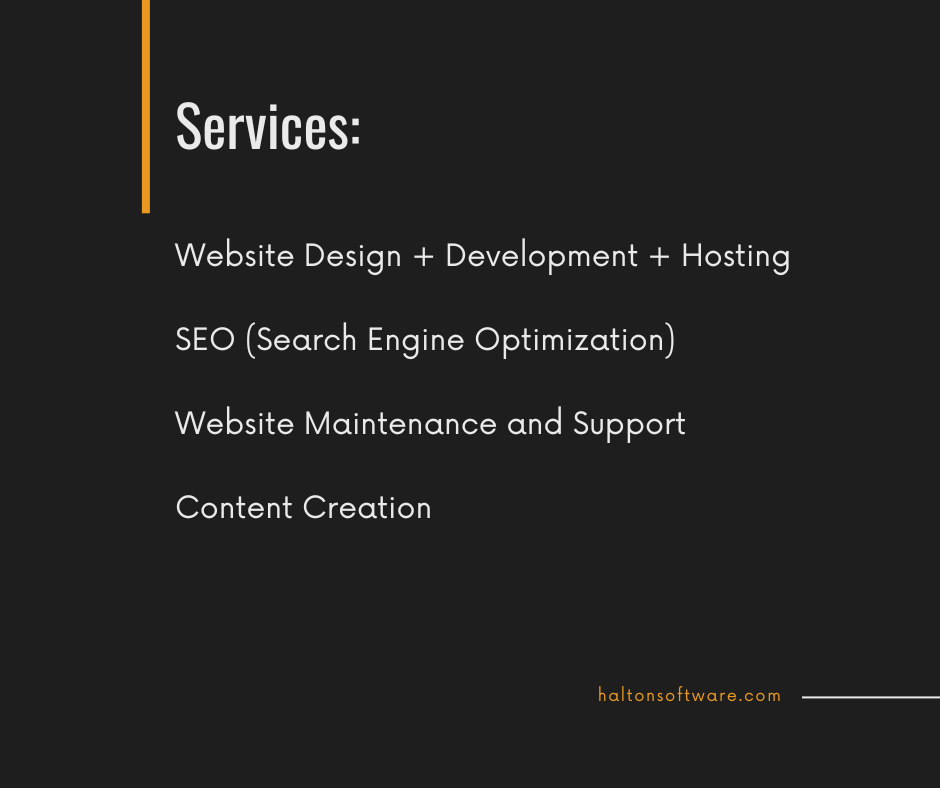 Services:
Website Design + Development + Hosting
SEO (Search Engine Optimization)
Website Maintenance and Support
Content Creation
haltonsoftware.com